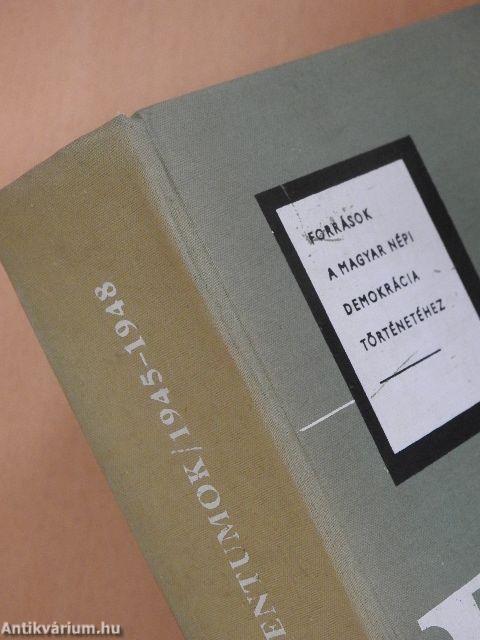 FORRÁSOK
A MAGYAR NÉPI
DEMOKRÁCIA
TÖRTÉNETÉHEZ
ENTUMOK/1945-1948
Antikvárium.hu